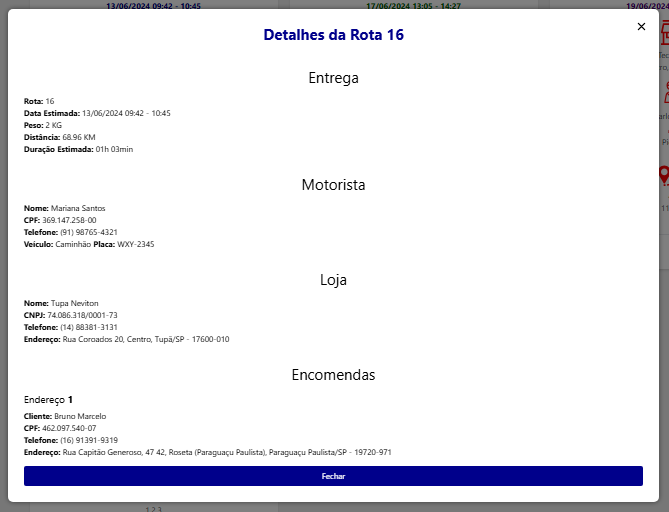 13/06/2024 09:42 - 10:45
17/06/2024 13:05 - 14:27
19/06/2024
×
Detalhes da Rota 16
Entrega
Rota: 16
Data Estimada: 13/06/2024 09:42 - 10:45
Peso: 2 KG
Distância: 68.96 KM
Duração Estimada: 01h 03min
Motorista
Nome: Mariana Santos
CPF: 369.147.258-00
Telefone: (91) 98765-4321
Veículo: Caminhão Placa: WXY-2345
Loja
Nome: Tupa Neviton
CNPJ: 74.086.318/0001-73
Telefone: (14) 88381-3131
Endereço: Rua Coroados 20, Centro, Tupã/SP - 17600-010
Encomendas
Endereço 1
Cliente: Bruno Marcelo
CPF: 462.097.540-07
Telefone: (16) 91391-9319
Endereço: Rua Capitão Generoso, 47 42, Roseta (Paraguaçu Paulista), Paraguaçu Paulista/SP - 19720-971
Fechar
1,2,3